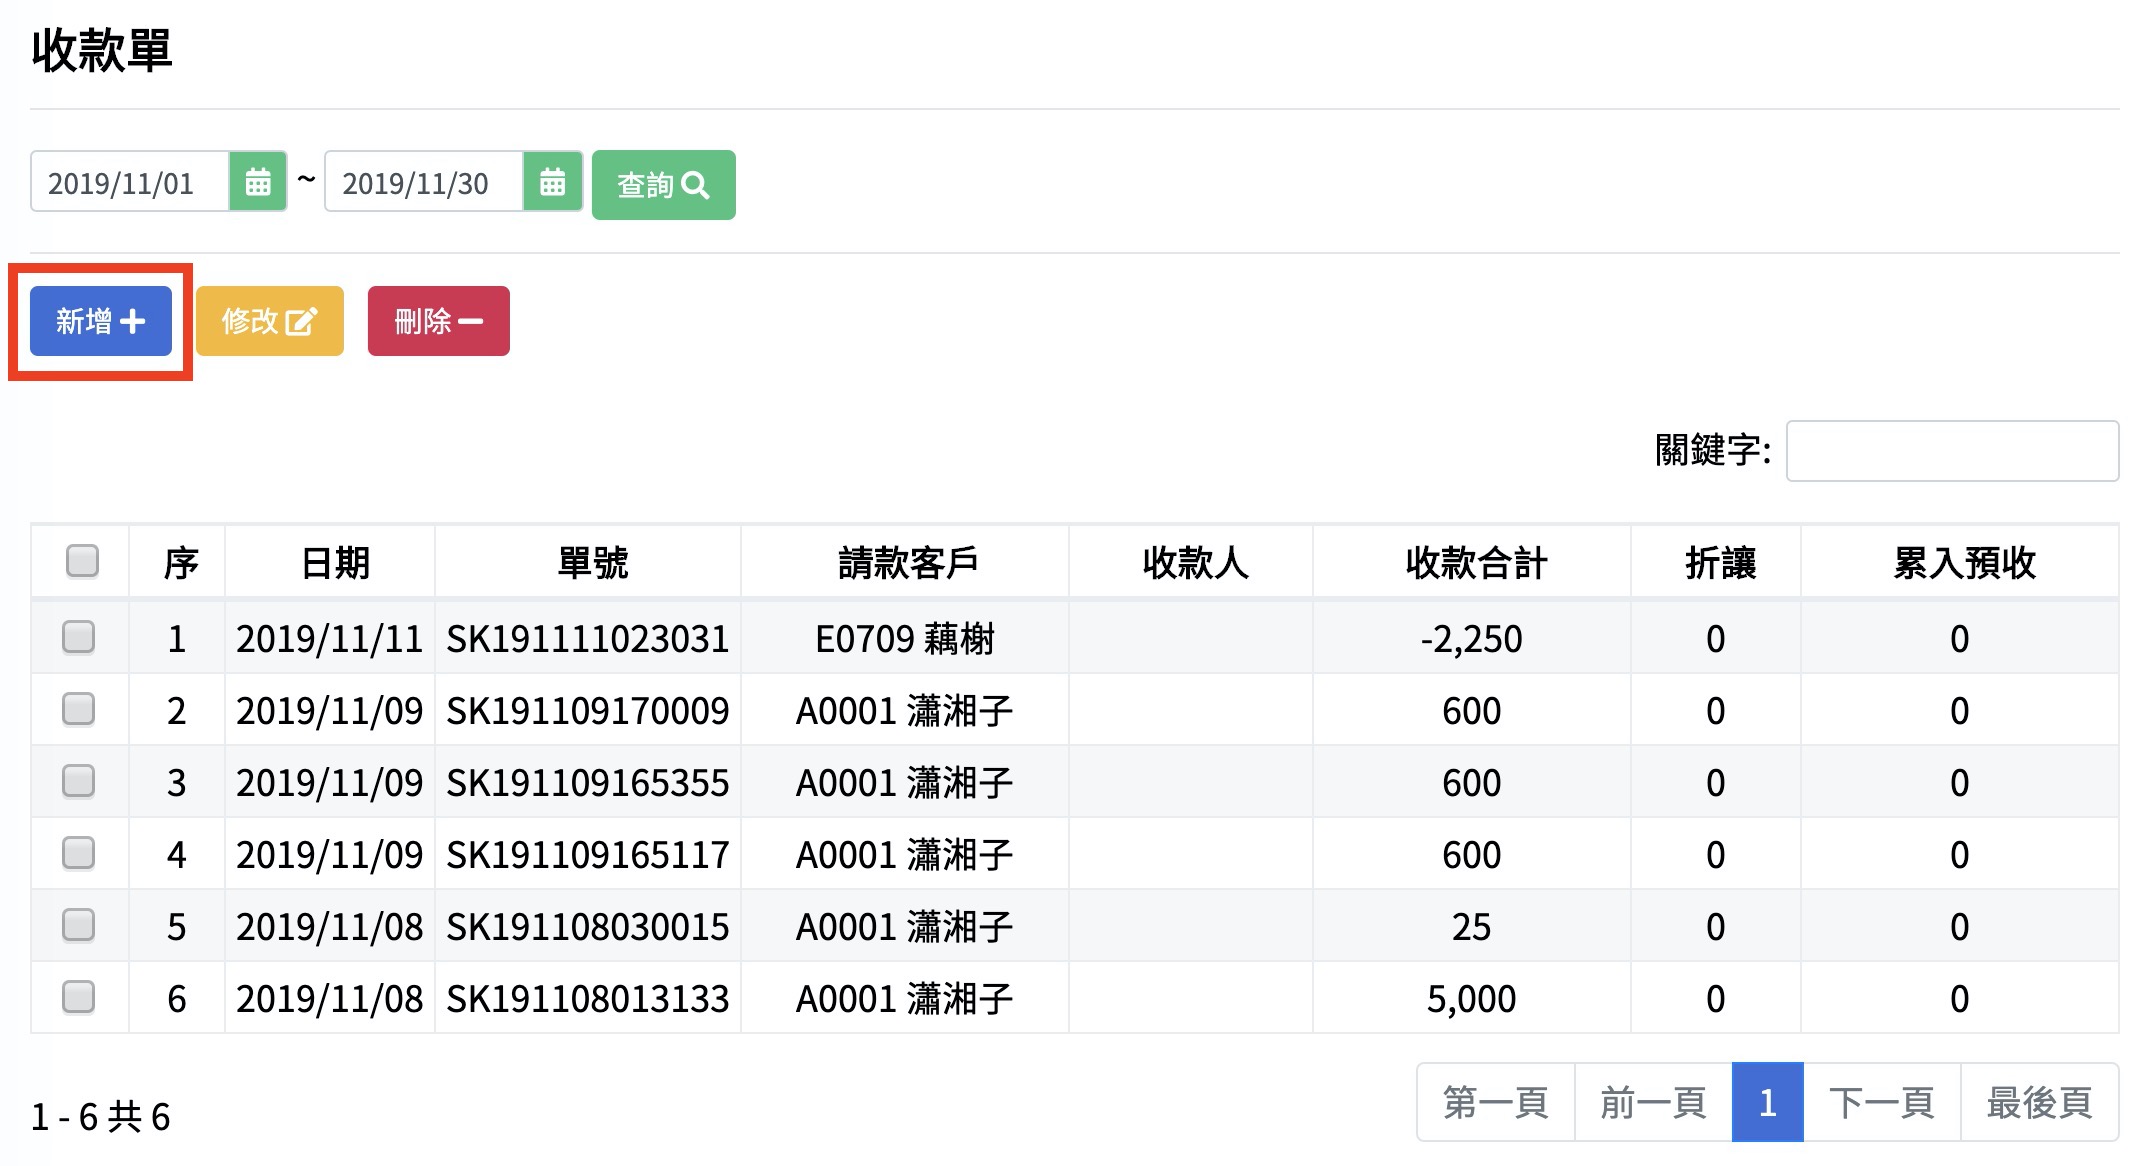 收款單
2019/11/01 ~ 2019/11/30 查詢
新增 修改 刪除
關鍵字:
序 日期 單號 請款客戶 收款人 收款合計 折讓 累入預收
1 2019/11/11 SK191111023031 E0709 藕榭 -2,250 0 0
2 2019/11/09 SK191109170009 A0001 瀟湘子 600 0 0
3 2019/11/09 SK191109165355 A0001 瀟湘子 600 0 0
4 2019/11/09 SK191109165117 A0001 瀟湘子 600 0 0
5 2019/11/08 SK191108030015 A0001 瀟湘子 25 0 0
6 2019/11/08 SK191108013133 A0001 瀟湘子 5,000 0 0
1 - 6 共 6 第一頁 前一頁 1 下一頁 最後頁